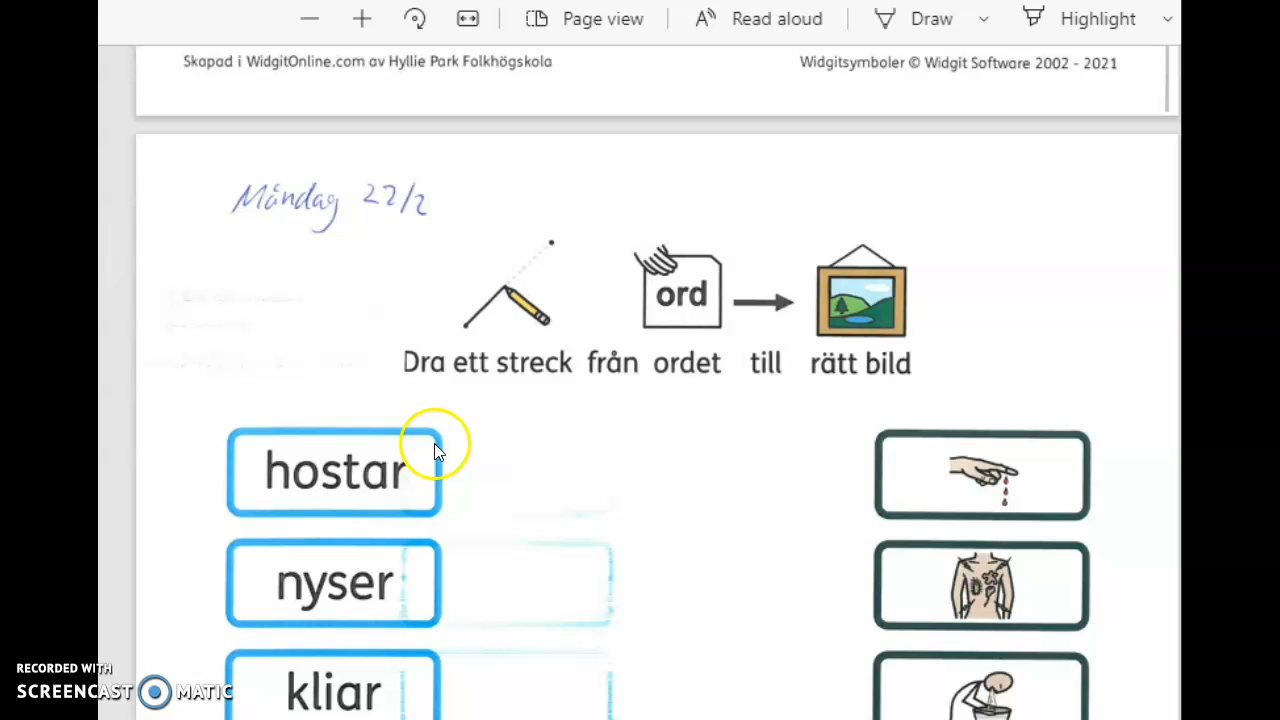 Page view
Read aloud
Draw
Highlight
Skapad i WidgitOnline.com av Hyllie Park Folkhögskola
Widgitsymboler © Widgit Software 2002 - 2021
Måndag 22/2
ord
Dra ett streck från ordet till rätt bild
hostar
nyser
kliar
RECORDED WITH
SCREENCAST MATIC